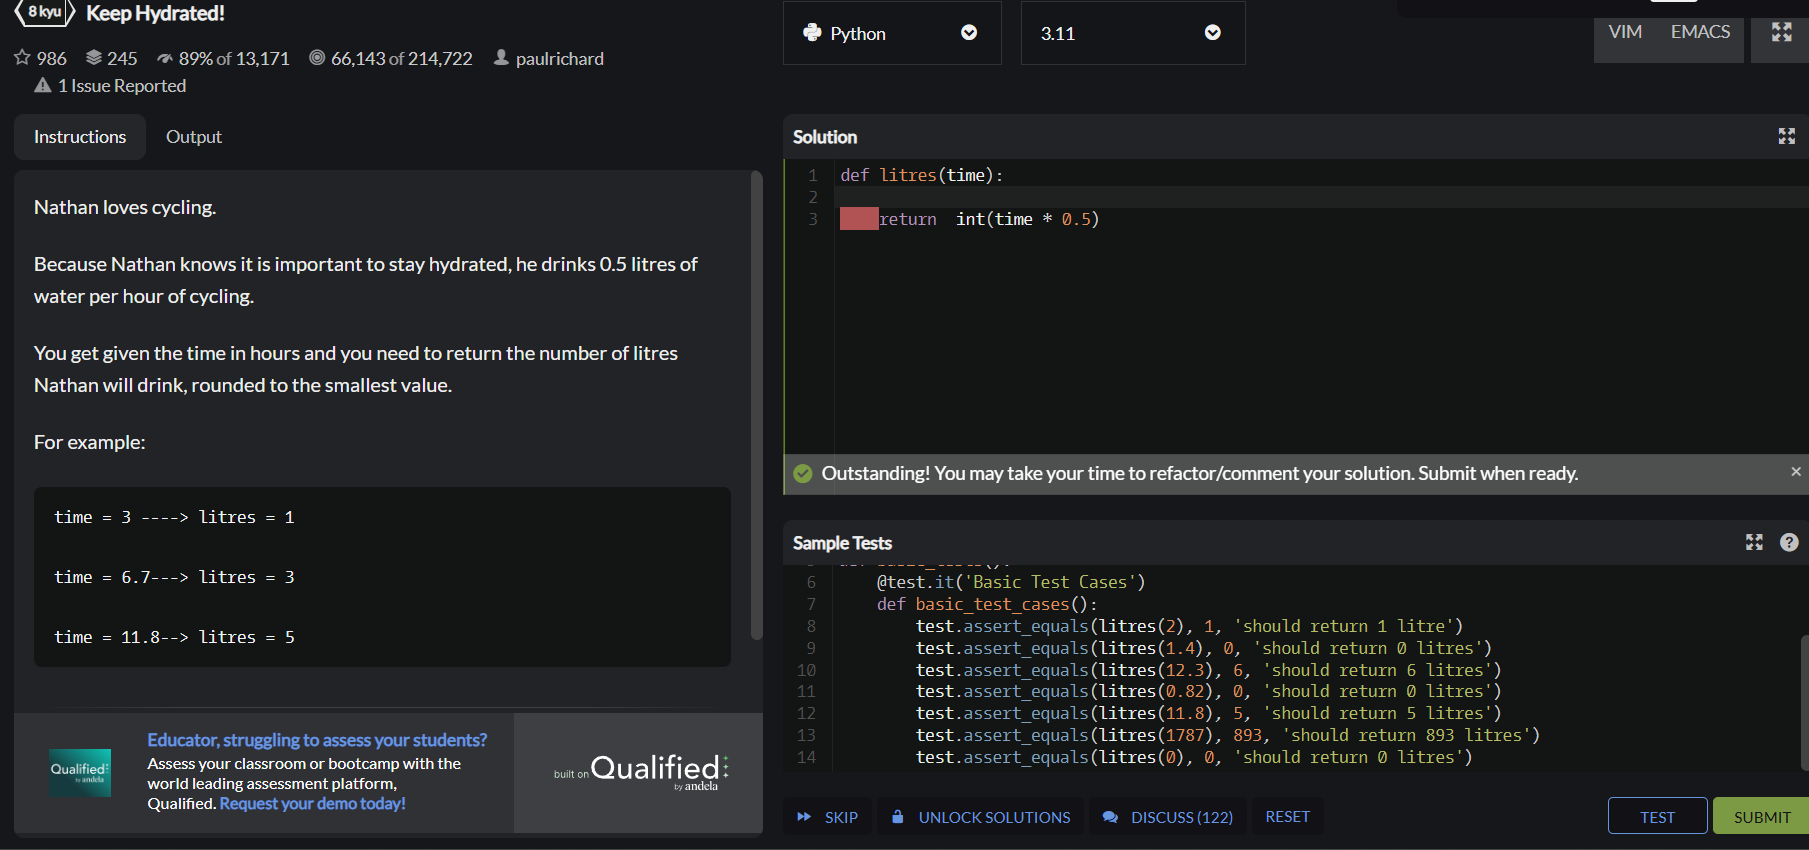 8 kyu Keep Hydrated!
986 245 89% of 13,171 66,143 of 214,722 paulrichard
1 Issue Reported
Instructions Output
Nathan loves cycling.
Because Nathan knows it is important to stay hydrated, he drinks 0.5 litres of
water per hour of cycling.
You get given the time in hours and you need to return the number of litres
Nathan will drink, rounded to the smallest value.
For example:
time = 3 ----> litres = 1
time = 6.7---> litres = 3
time = 11.8--> litres = 5
Qualified
by andela
Educator, struggling to assess your students?
Assess your classroom or bootcamp with the
world leading assessment platform,
Qualified. Request your demo today!
built on Qualified
by andela
Python 3.11 VIM EMACS
Solution
1 def litres(time):
2
3 return  int(time * 0.5)
Outstanding! You may take your time to refactor/comment your solution. Submit when ready. ×
Sample Tests ?
6 @test.it('Basic Test Cases')
7 def basic_test_cases():
8 test.assert_equals(litres(2), 1, 'should return 1 litre')
9 test.assert_equals(litres(1.4), 0, 'should return 0 litres')
10 test.assert_equals(litres(12.3), 6, 'should return 6 litres')
11 test.assert_equals(litres(0.82), 0, 'should return 0 litres')
12 test.assert_equals(litres(11.8), 5, 'should return 5 litres')
13 test.assert_equals(litres(1787), 893, 'should return 893 litres')
14 test.assert_equals(litres(0), 0, 'should return 0 litres')
SKIP UNLOCK SOLUTIONS DISCUSS (122) RESET TEST SUBMIT